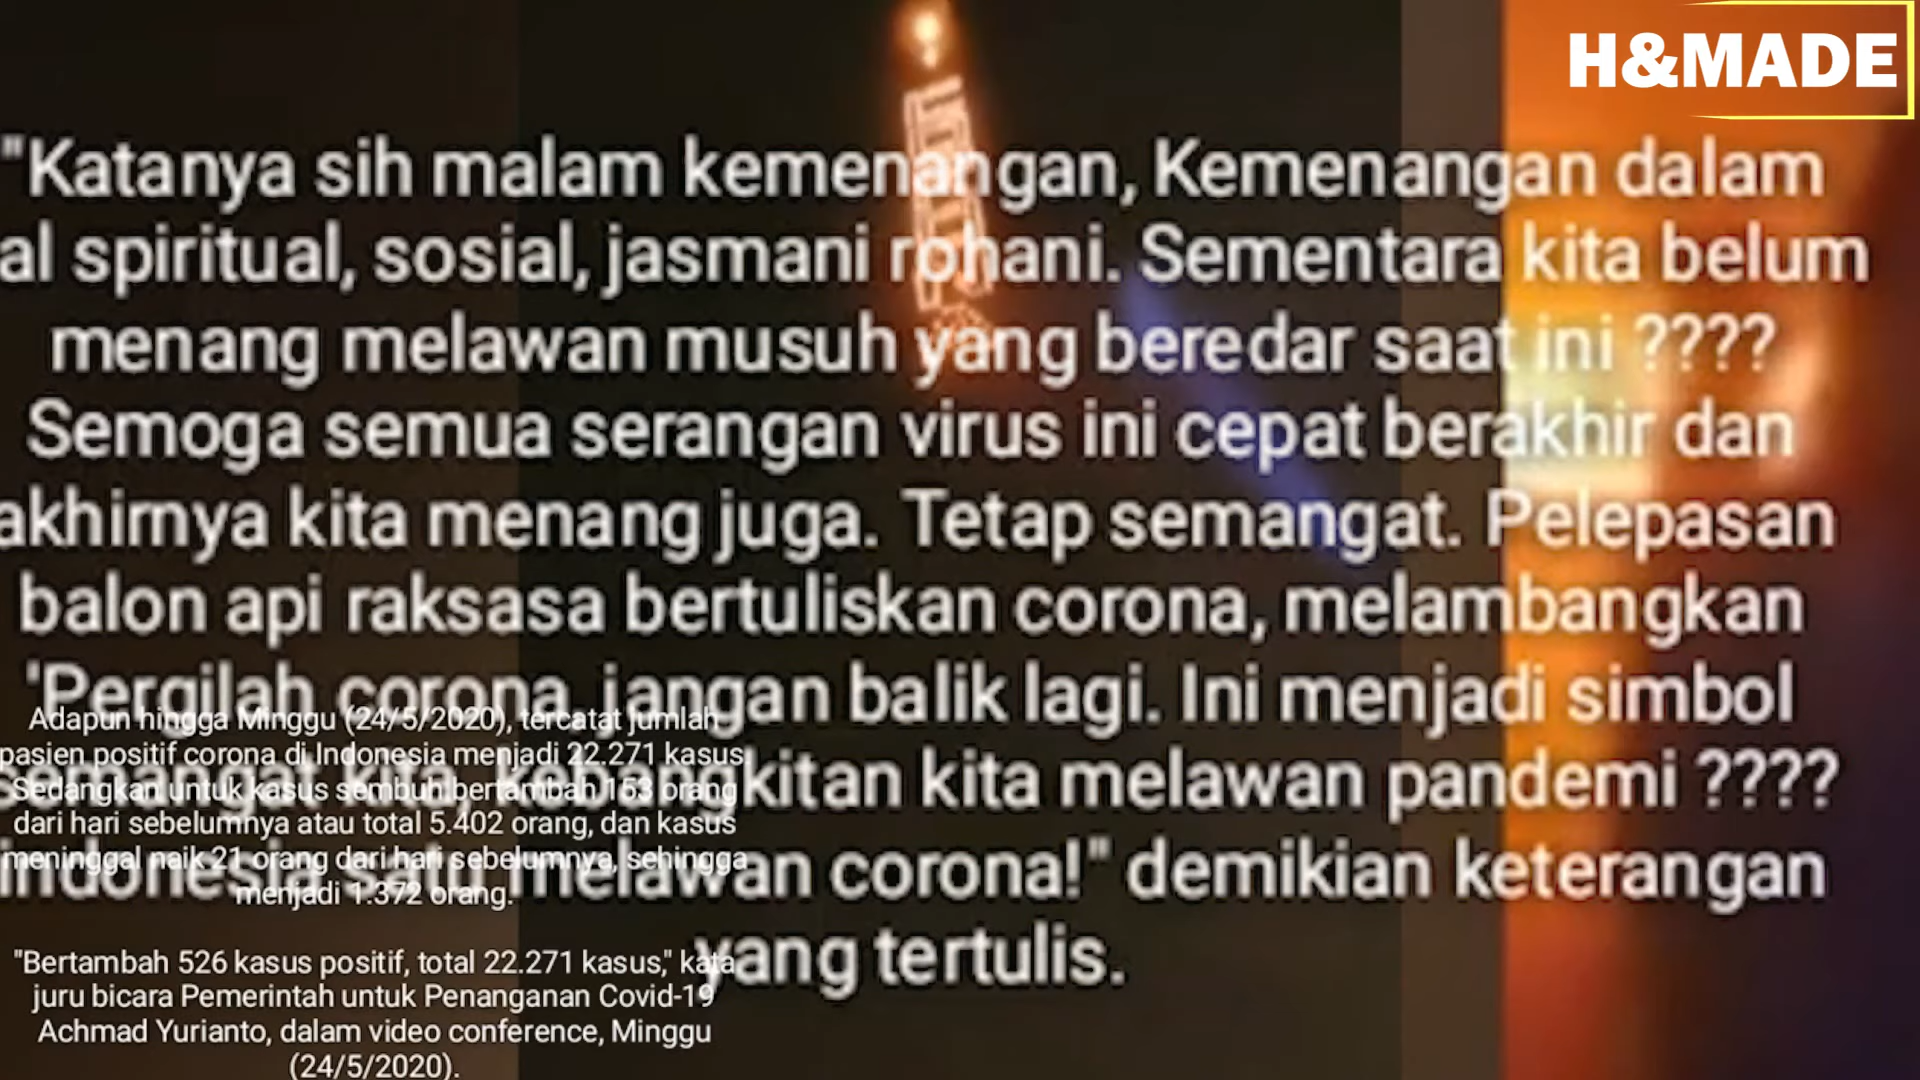 H&MADE
"Katanya sih malam kemenangan, Kemenangan dalam
al spiritual, sosial, jasmani rohani. Sementara kita belum
menang melawan musuh yang beredar saat ini ????
Semoga semua serangan virus ini cepat berakhir dan
akhirnya kita menang juga. Tetap semangat. Pelepasan
balon api raksasa bertuliskan corona, melambangkan
'Pergilah corona, jangan balik lagi. Ini menjadi simbol
semangat kita, kebangkitan kita melawan pandemi ????
indonesia satu melawan corona!" demikian keterangan
yang tertulis.
Adapun hingga Minggu (24/5/2020), tercatat jumlah
pasien positif corona di Indonesia menjadi 22.271 kasus.
Sedangkan untuk kasus sembuh bertambah 153 orang
dari hari sebelumnya atau total 5.402 orang, dan kasus
meninggal naik 21 orang dari hari sebelumnya, sehingga
menjadi 1.372 orang.
"Bertambah 526 kasus positif, total 22.271 kasus," kata
juru bicara Pemerintah untuk Penanganan Covid-19
Achmad Yurianto, dalam video conference, Minggu
(24/5/2020).